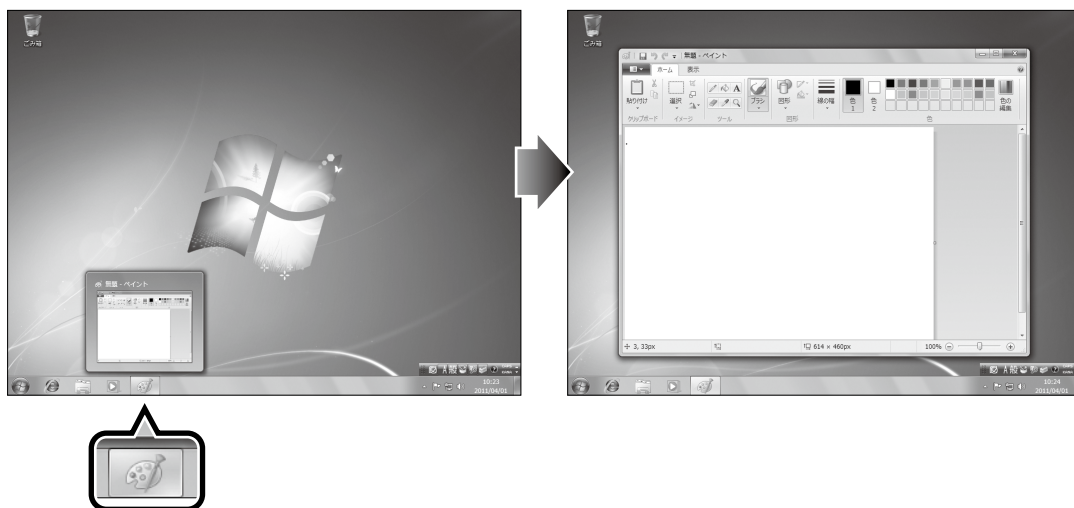 ごみ箱
無題 - ペイント
10:23
2011/04/01
ごみ箱
無題 - ペイント
ホーム 表示
貼り付け
選択
A
ブラシ
図形
線の幅
色
1
色
2
色の
編集
クリップボード イメージ ツール 図形 色
3, 33px
614 × 460px
100%
A 般
10:24
2011/04/01